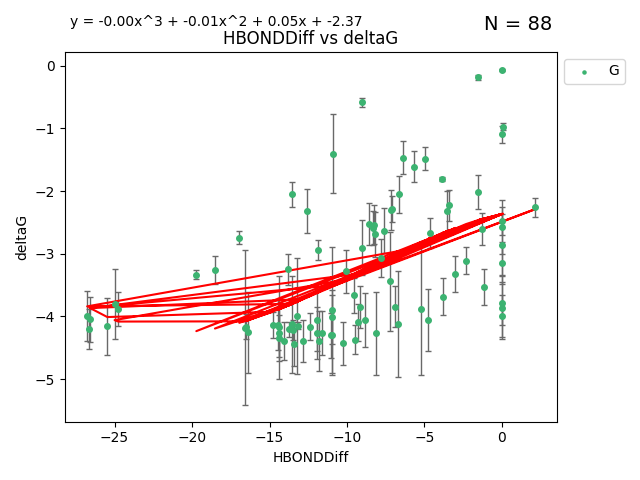 y = -0.00x^3 + -0.01x^2 + 0.05x + -2.37
N = 88
HBONDDiff vs deltaG
G
0
−1
−2
−3
−4
−5
deltaG
−25
−20
−15
−10
−5
0
HBONDDiff